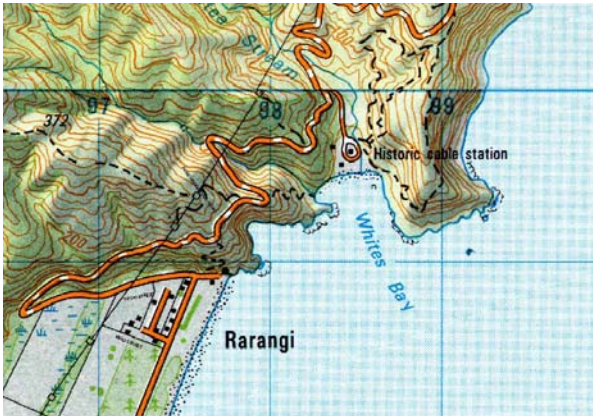 Stream
97
98
99
372
Historic cable station
Whites Bay
Rarangi